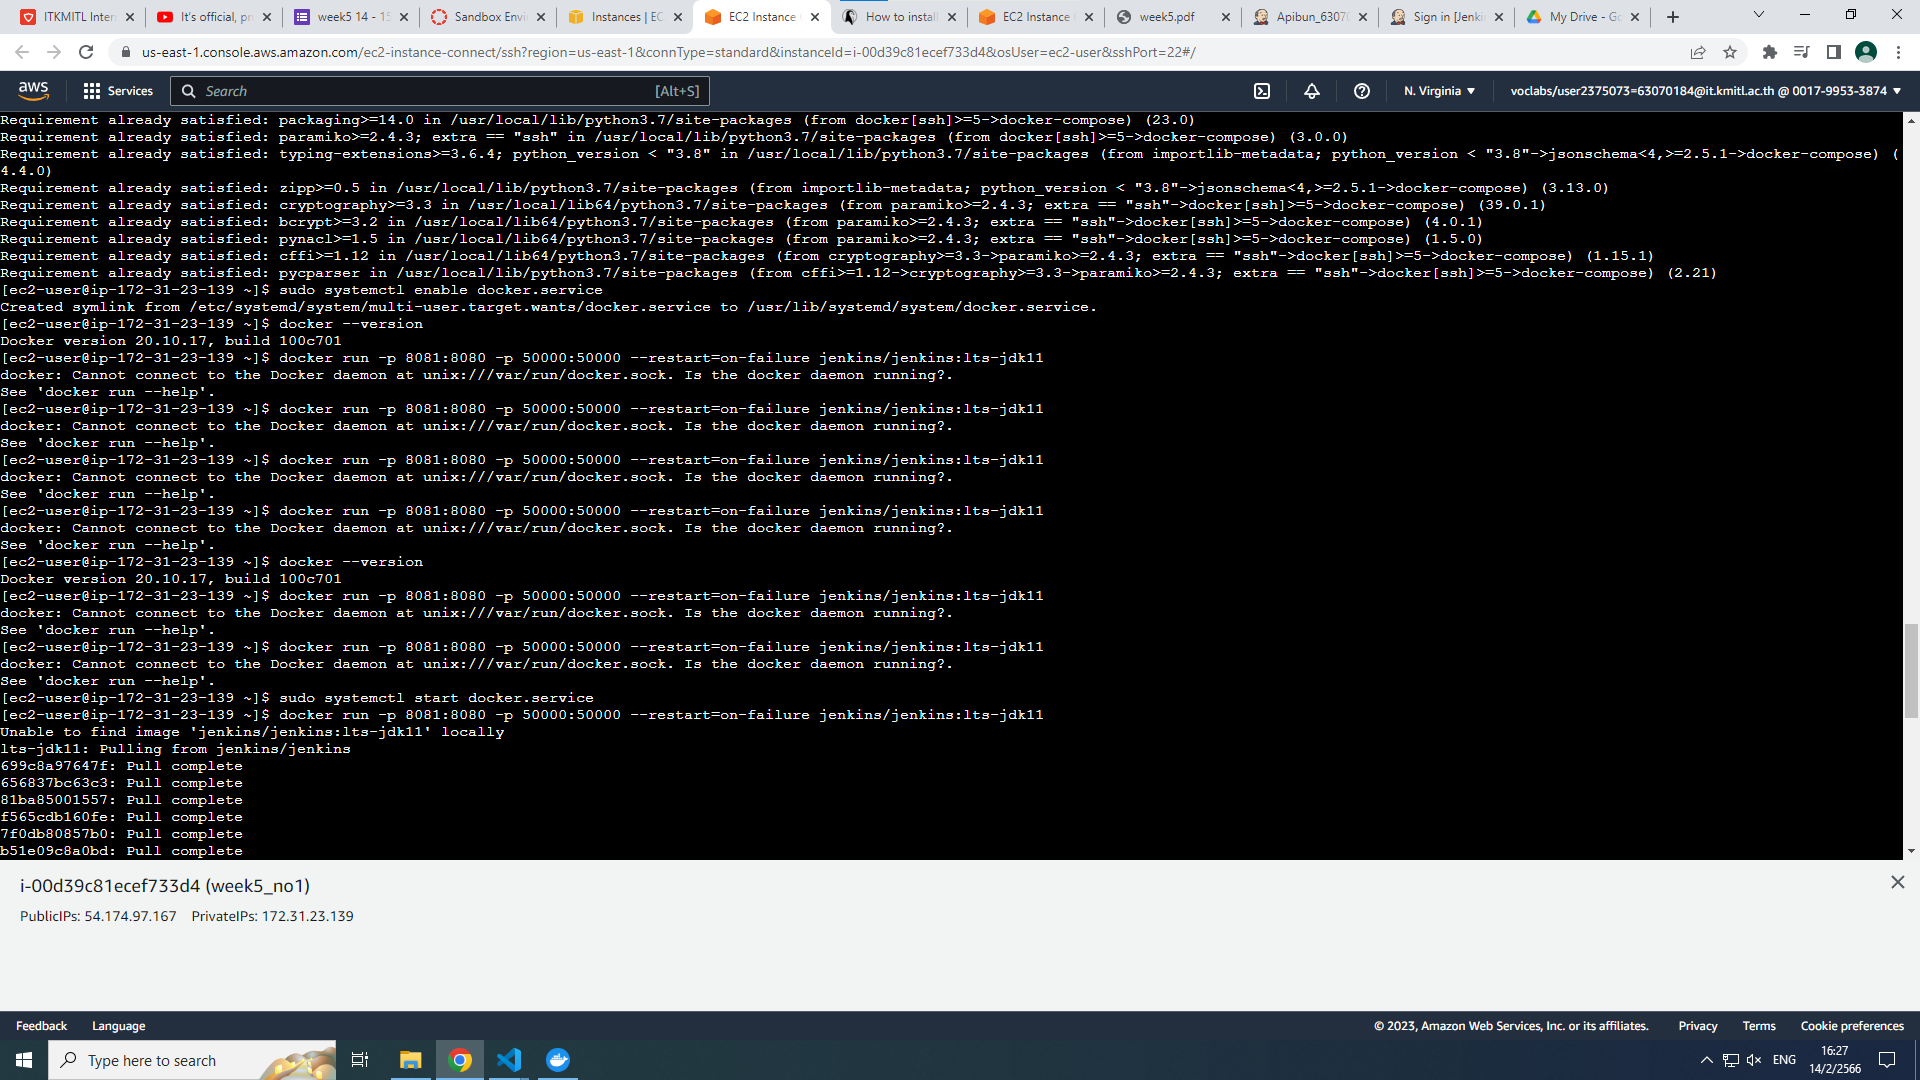 ITKMITL Inter
It's official, pr
week5 14 - 15
Sandbox Envi
Instances | EC
EC2 Instance
How to install
EC2 Instance
week5.pdf
Apibun_6307
Sign in [Jenkin
My Drive - Go
us-east-1.console.aws.amazon.com/ec2-instance-connect/ssh?region=us-east-1&connType=standard&instanceId=i-00d39c81ecef733d4&osUser=ec2-user&sshPort=22#/
aws Services Search [Alt+S] N. Virginia voclabs/user2375073=63070184@it.kmitl.ac.th @ 0017-9953-3874
Requirement already satisfied: packaging>=14.0 in /usr/local/lib/python3.7/site-packages (from docker[ssh]>=5->docker-compose) (23.0)
Requirement already satisfied: paramiko>=2.4.3; extra == "ssh" in /usr/local/lib/python3.7/site-packages (from docker[ssh]>=5->docker-compose) (3.0.0)
Requirement already satisfied: typing-extensions>=3.6.4; python_version < "3.8" in /usr/local/lib/python3.7/site-packages (from importlib-metadata; python_version < "3.8"->jsonschema<4,>=2.5.1->docker-compose) (
4.4.0)
Requirement already satisfied: zipp>=0.5 in /usr/local/lib/python3.7/site-packages (from importlib-metadata; python_version < "3.8"->jsonschema<4,>=2.5.1->docker-compose) (3.13.0)
Requirement already satisfied: cryptography>=3.3 in /usr/local/lib64/python3.7/site-packages (from paramiko>=2.4.3; extra == "ssh"->docker[ssh]>=5->docker-compose) (39.0.1)
Requirement already satisfied: bcrypt>=3.2 in /usr/local/lib64/python3.7/site-packages (from paramiko>=2.4.3; extra == "ssh"->docker[ssh]>=5->docker-compose) (4.0.1)
Requirement already satisfied: pynacl>=1.5 in /usr/local/lib64/python3.7/site-packages (from paramiko>=2.4.3; extra == "ssh"->docker[ssh]>=5->docker-compose) (1.5.0)
Requirement already satisfied: cffi>=1.12 in /usr/local/lib64/python3.7/site-packages (from cryptography>=3.3->paramiko>=2.4.3; extra == "ssh"->docker[ssh]>=5->docker-compose) (1.15.1)
Requirement already satisfied: pycparser in /usr/local/lib/python3.7/site-packages (from cffi>=1.12->cryptography>=3.3->paramiko>=2.4.3; extra == "ssh"->docker[ssh]>=5->docker-compose) (2.21)
[ec2-user@ip-172-31-23-139 ~]$ sudo systemctl enable docker.service
Created symlink from /etc/systemd/system/multi-user.target.wants/docker.service to /usr/lib/systemd/system/docker.service.
[ec2-user@ip-172-31-23-139 ~]$ docker --version
Docker version 20.10.17, build 100c701
[ec2-user@ip-172-31-23-139 ~]$ docker run -p 8081:8080 -p 50000:50000 --restart=on-failure jenkins/jenkins:lts-jdk11
docker: Cannot connect to the Docker daemon at unix:///var/run/docker.sock. Is the docker daemon running?.
See 'docker run --help'.
[ec2-user@ip-172-31-23-139 ~]$ docker run -p 8081:8080 -p 50000:50000 --restart=on-failure jenkins/jenkins:lts-jdk11
docker: Cannot connect to the Docker daemon at unix:///var/run/docker.sock. Is the docker daemon running?.
See 'docker run --help'.
[ec2-user@ip-172-31-23-139 ~]$ docker run -p 8081:8080 -p 50000:50000 --restart=on-failure jenkins/jenkins:lts-jdk11
docker: Cannot connect to the Docker daemon at unix:///var/run/docker.sock. Is the docker daemon running?.
See 'docker run --help'.
[ec2-user@ip-172-31-23-139 ~]$ docker run -p 8081:8080 -p 50000:50000 --restart=on-failure jenkins/jenkins:lts-jdk11
docker: Cannot connect to the Docker daemon at unix:///var/run/docker.sock. Is the docker daemon running?.
See 'docker run --help'.
[ec2-user@ip-172-31-23-139 ~]$ docker --version
Docker version 20.10.17, build 100c701
[ec2-user@ip-172-31-23-139 ~]$ docker run -p 8081:8080 -p 50000:50000 --restart=on-failure jenkins/jenkins:lts-jdk11
docker: Cannot connect to the Docker daemon at unix:///var/run/docker.sock. Is the docker daemon running?.
See 'docker run --help'.
[ec2-user@ip-172-31-23-139 ~]$ docker run -p 8081:8080 -p 50000:50000 --restart=on-failure jenkins/jenkins:lts-jdk11
docker: Cannot connect to the Docker daemon at unix:///var/run/docker.sock. Is the docker daemon running?.
See 'docker run --help'.
[ec2-user@ip-172-31-23-139 ~]$ sudo systemctl start docker.service
[ec2-user@ip-172-31-23-139 ~]$ docker run -p 8081:8080 -p 50000:50000 --restart=on-failure jenkins/jenkins:lts-jdk11
Unable to find image 'jenkins/jenkins:lts-jdk11' locally
lts-jdk11: Pulling from jenkins/jenkins
699c8a97647f: Pull complete
656837bc63c3: Pull complete
81ba85001557: Pull complete
f565cdb160fe: Pull complete
7f0db80857b0: Pull complete
b51e09c8a0bd: Pull complete
i-00d39c81ecef733d4 (week5_no1)
PublicIPs: 54.174.97.167 PrivateIPs: 172.31.23.139
Feedback Language © 2023, Amazon Web Services, Inc. or its affiliates. Privacy Terms Cookie preferences
Type here to search ENG 16:27
14/2/2566